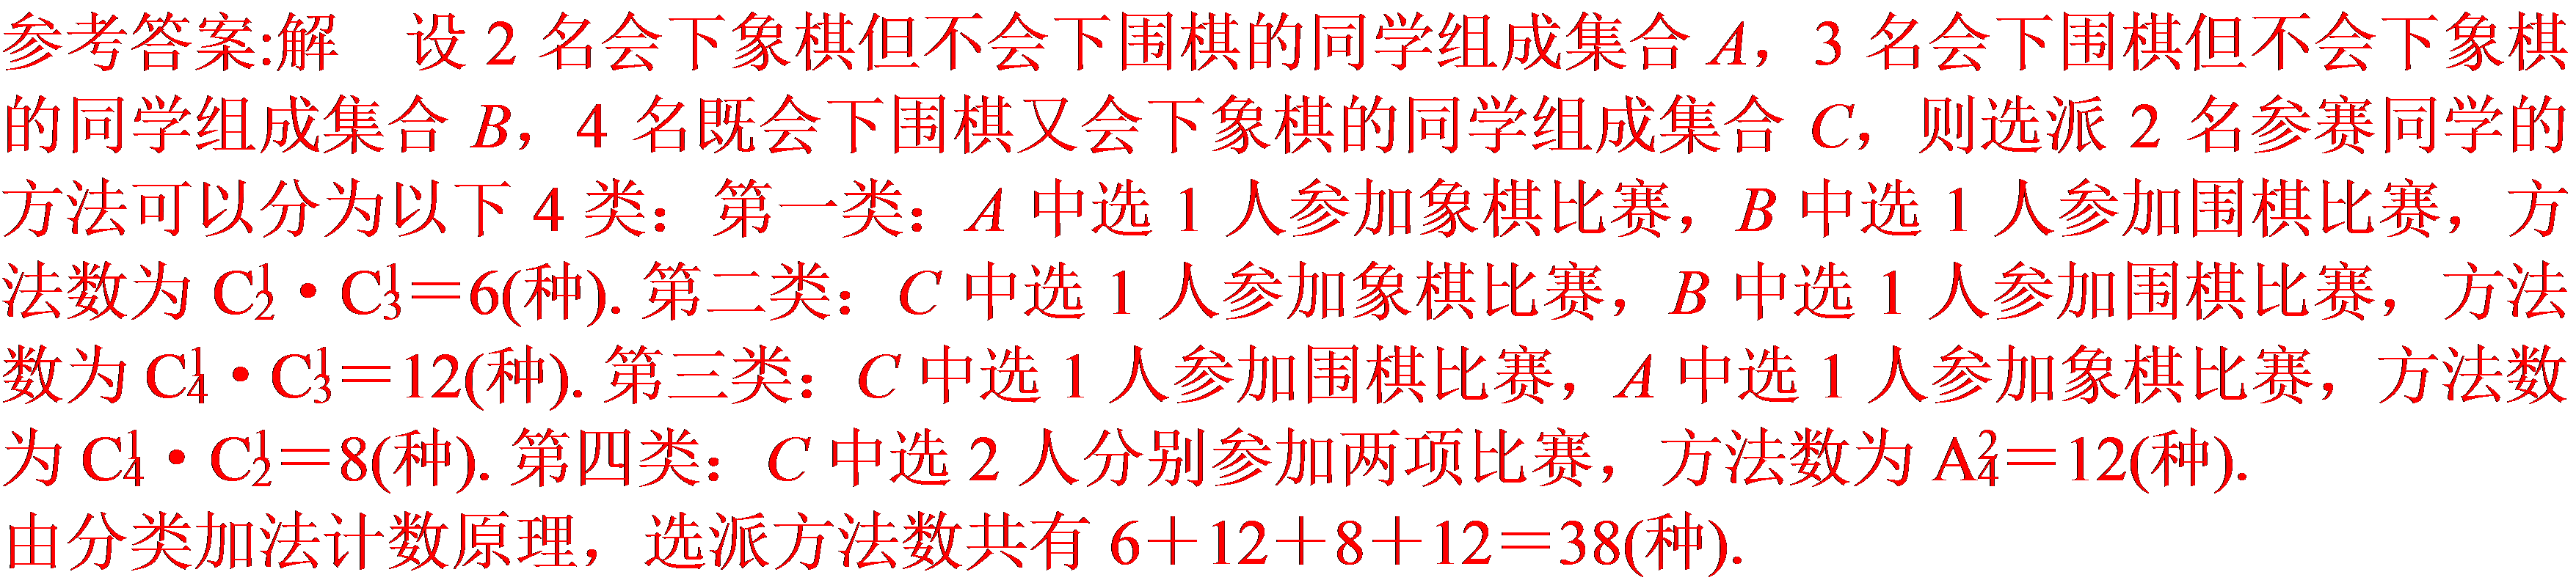 参考答案:解　设 2 名会下象棋但不会下围棋的同学组成集合 A，3 名会下围棋但不会下象棋
的同学组成集合 B，4 名既会下围棋又会下象棋的同学组成集合 C，则选派 2 名参赛同学的
方法可以分为以下 4 类：第一类：A 中选 1 人参加象棋比赛，B 中选 1 人参加围棋比赛，方
法数为 C₂¹·C₃¹＝6(种). 第二类：C 中选 1 人参加象棋比赛，B 中选 1 人参加围棋比赛，方法
数为 C₄¹·C₃¹＝12(种). 第三类：C 中选 1 人参加围棋比赛，A 中选 1 人参加象棋比赛，方法数
为 C₄¹·C₂¹＝8(种). 第四类：C 中选 2 人分别参加两项比赛，方法数为 A₄²＝12(种).
由分类加法计数原理，选派方法数共有 6＋12＋8＋12＝38(种).